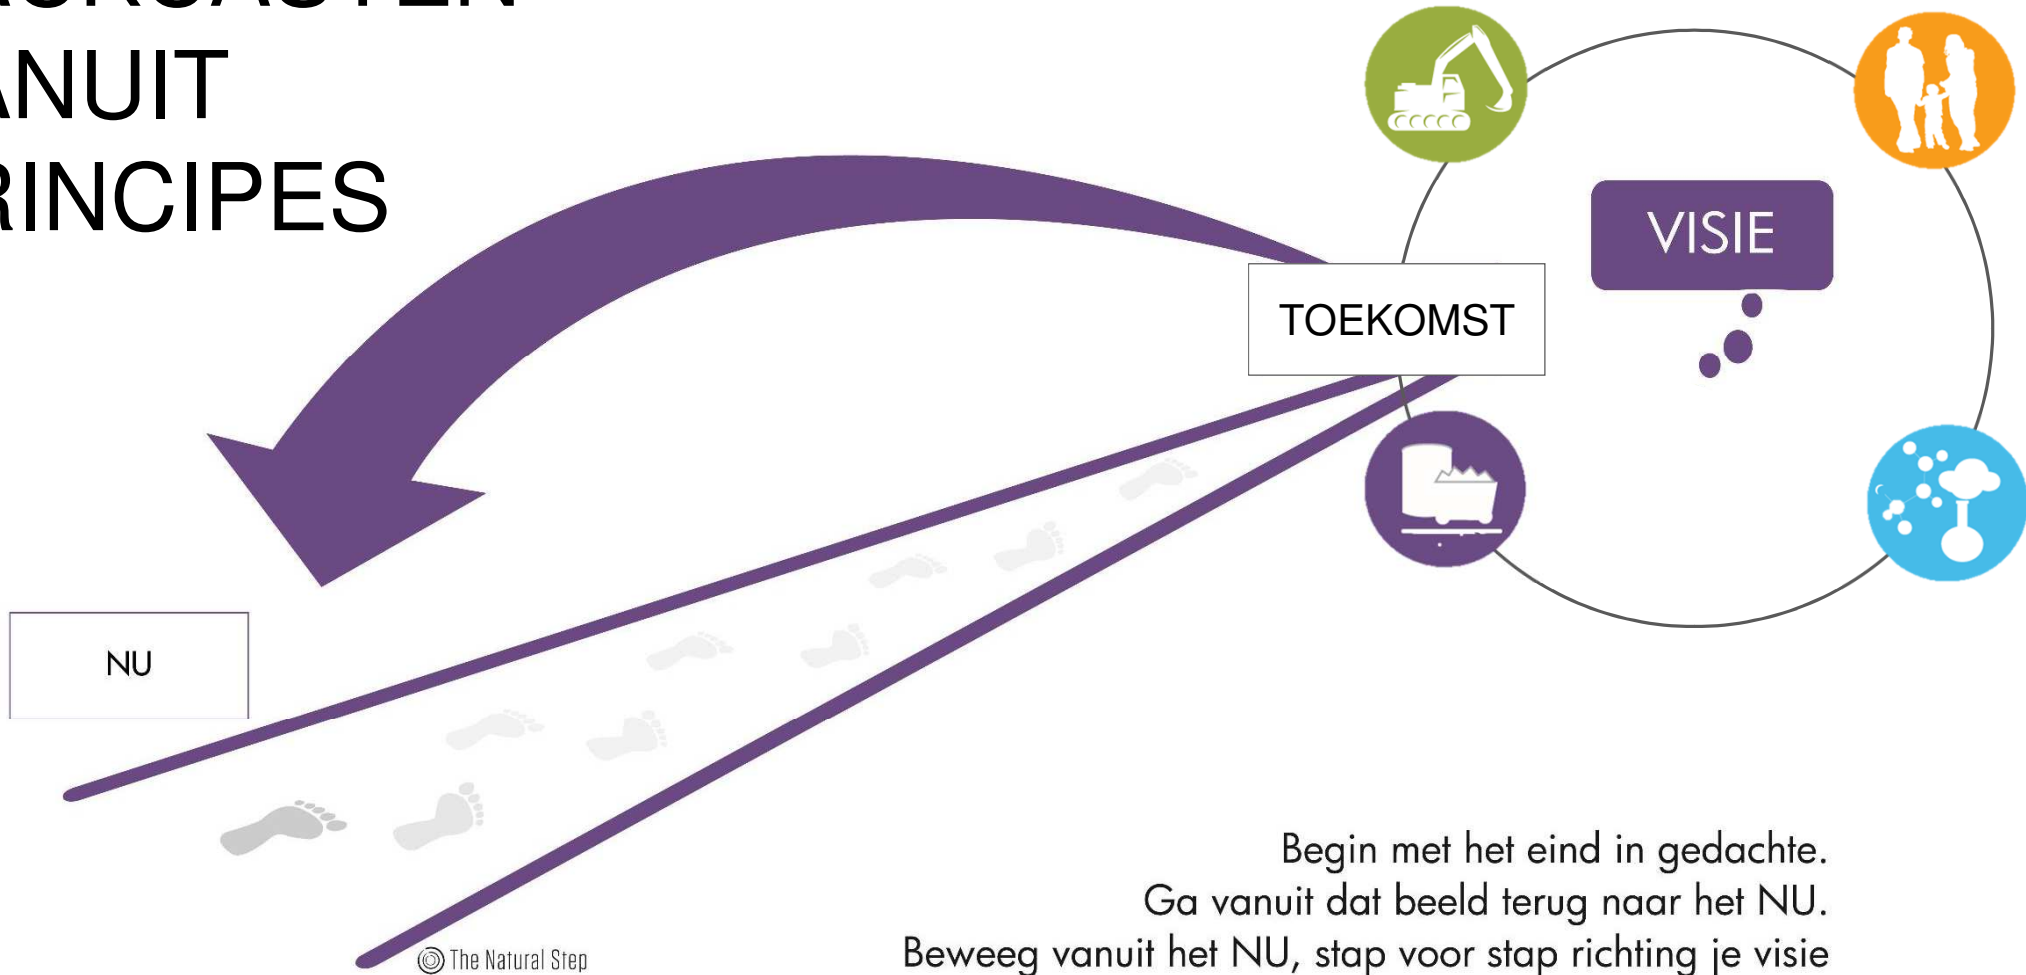 ANUIT
RINCIPES
VISIE
TOEKOMST
NU
Begin met het eind in gedachte.
Ga vanuit dat beeld terug naar het NU.
Beweeg vanuit het NU, stap voor stap richting je visie
The Natural Step